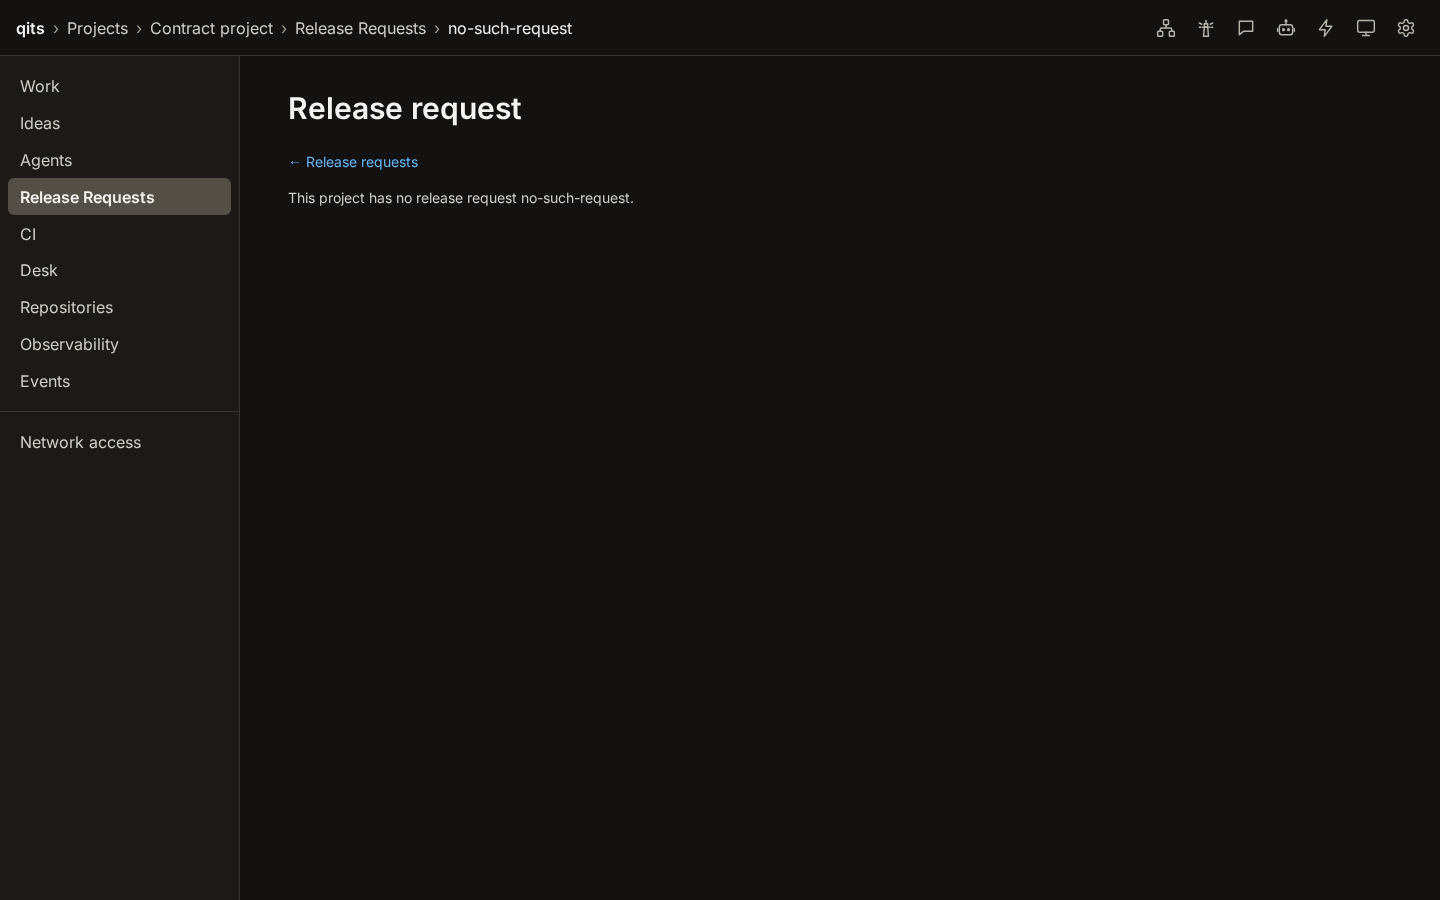 qits › Projects › Contract project › Release Requests › no-such-request
Work
Ideas
Agents
Release Requests
CI
Desk
Repositories
Observability
Events
Network access
Release request
← Release requests
This project has no release request no-such-request.